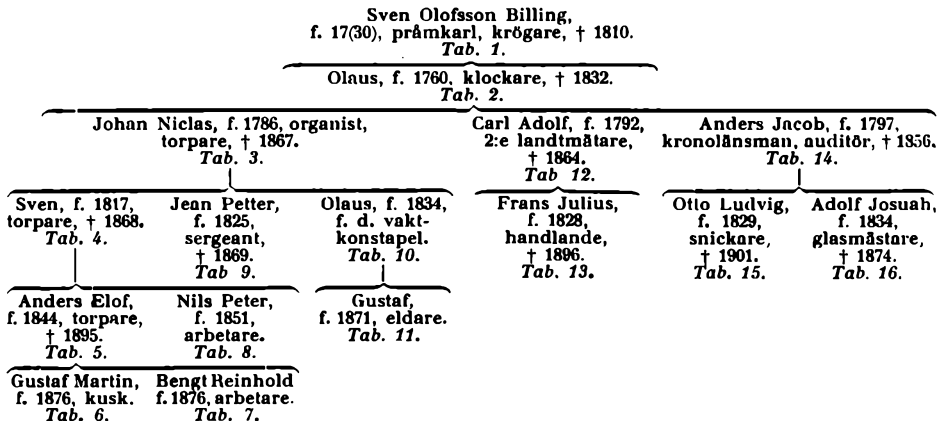 Sven Olofsson Billing,
f. 17(30), pråmkarl, krögare, † 1810.
Tab. 1.
Olaus, f. 1760, klockare, † 1832.
Tab. 2.
Johan Niclas, f. 1786, organist,
torpare, † 1867.
Tab. 3.
Carl Adolf, f. 1792,
2:e landtmätare,
† 1864.
Tab 12.
Anders Jacob, f. 1797,
kronolänsman, auditör, † 1856.
Tab. 14.
Sven, f. 1817,
torpare, † 1868.
Tab. 4.
Jean Petter,
f. 1825,
sergeant,
† 1869.
Tab 9.
Olaus, f. 1834,
f. d. vakt-
konstapel.
Tab. 10.
Frans Julius,
f. 1828,
handlande,
† 1896.
Tab. 13.
Otto Ludvig,
f. 1829,
snickare,
† 1901.
Tab. 15.
Adolf Josuah,
f. 1834,
glasmästare,
† 1874.
Tab. 16.
Anders Elof,
f. 1844, torpare,
† 1895.
Tab. 5.
Nils Peter,
f. 1851,
arbetare.
Tab. 8.
Gustaf,
f. 1871, eldare.
Tab. 11.
Gustaf Martin,
f. 1876, kusk.
Tab. 6.
Bengt Reinhold
f. 1876, arbetare.
Tab. 7.